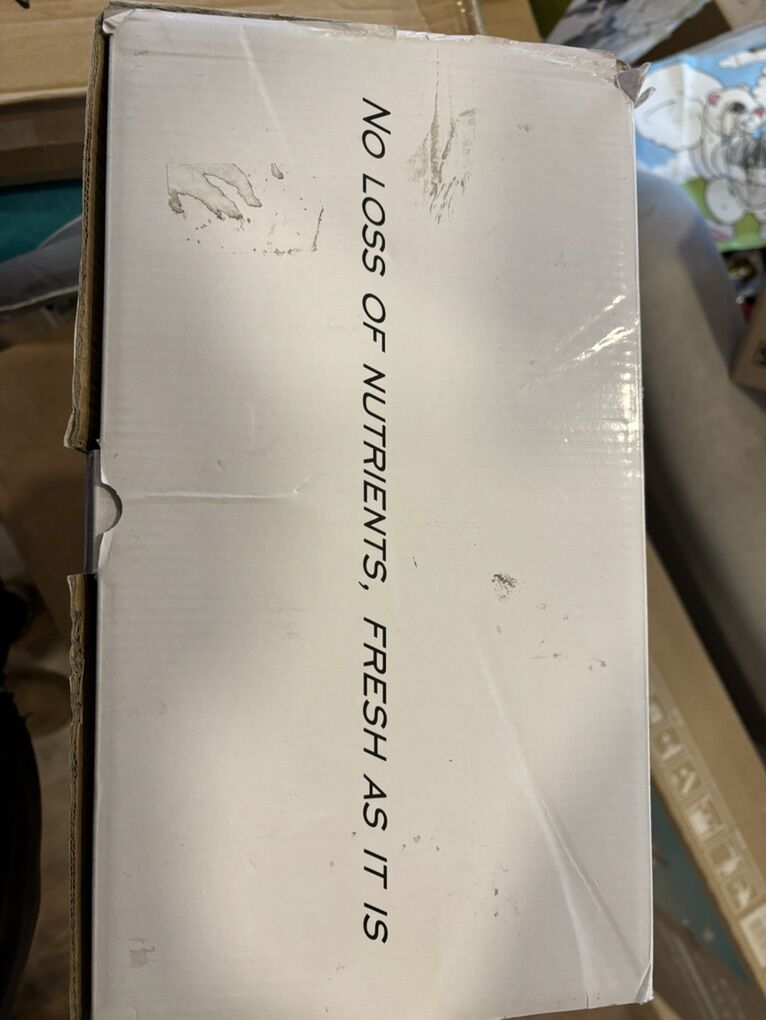 NO LOSS OF NUTRIENTS, FRESH AS IT IS